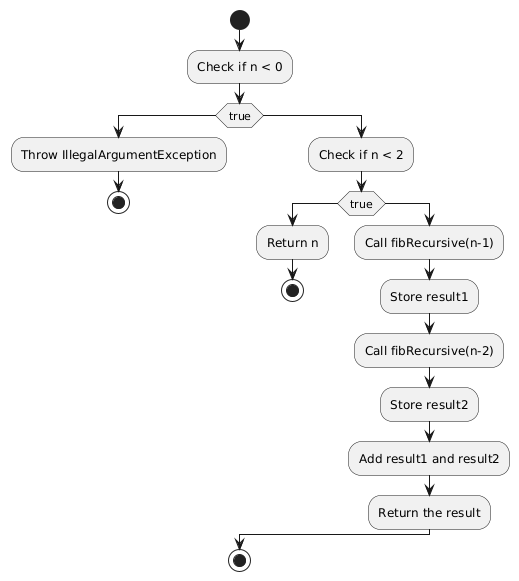 Check if n < 0
true
Throw IllegalArgumentException
Check if n < 2
true
Return n
Call fibRecursive(n-1)
Store result1
Call fibRecursive(n-2)
Store result2
Add result1 and result2
Return the result